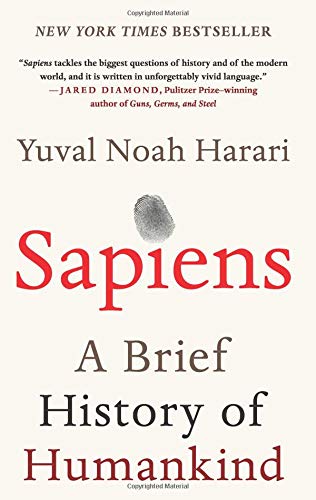 NEW YORK TIMES BESTSELLER
“Sapiens tackles the biggest questions of history and of the modern
world, and it is written in unforgettably vivid language.”
—JARED DIAMOND, Pulitzer Prize–winning
author of Guns, Germs, and Steel
Yuval Noah Harari
Sapiens
A Brief
History of
Humankind